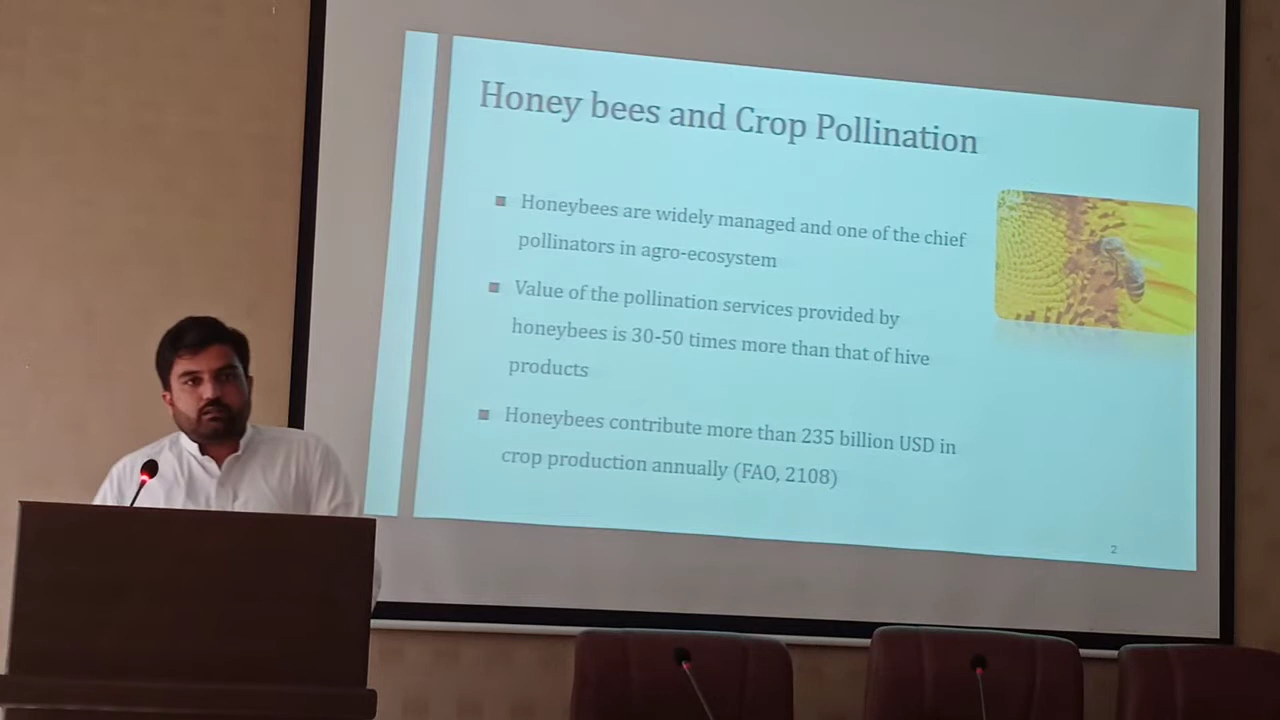 Honey bees and Crop Pollination
Honeybees are widely managed and one of the chief
pollinators in agro-ecosystem
Value of the pollination services provided by
honeybees is 30-50 times more than that of hive
products
Honeybees contribute more than 235 billion USD in
crop production annually (FAO, 2108)
2